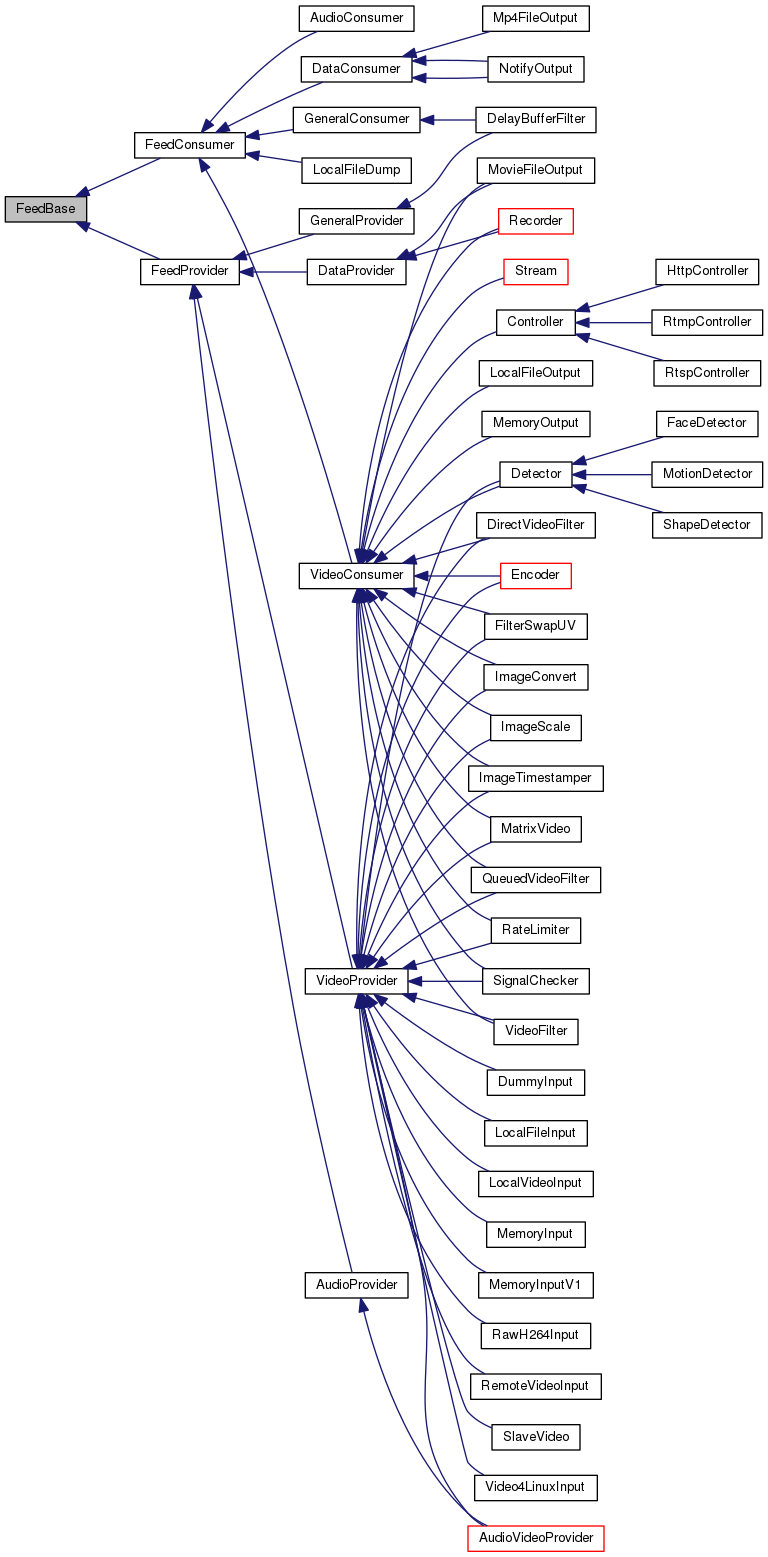 AudioConsumer
Mp4FileOutput
DataConsumer
NotifyOutput
GeneralConsumer
DelayBufferFilter
FeedConsumer
LocalFileDump
MovieFileOutput
FeedBase
GeneralProvider
Recorder
FeedProvider
DataProvider
Stream
HttpController
Controller
RtmpController
LocalFileOutput
RtspController
MemoryOutput
FaceDetector
Detector
MotionDetector
DirectVideoFilter
ShapeDetector
VideoConsumer
Encoder
FilterSwapUV
ImageConvert
ImageScale
ImageTimestamper
MatrixVideo
QueuedVideoFilter
RateLimiter
VideoProvider
SignalChecker
VideoFilter
DummyInput
LocalFileInput
LocalVideoInput
MemoryInput
AudioProvider
MemoryInputV1
RawH264Input
RemoteVideoInput
SlaveVideo
Video4LinuxInput
AudioVideoProvider